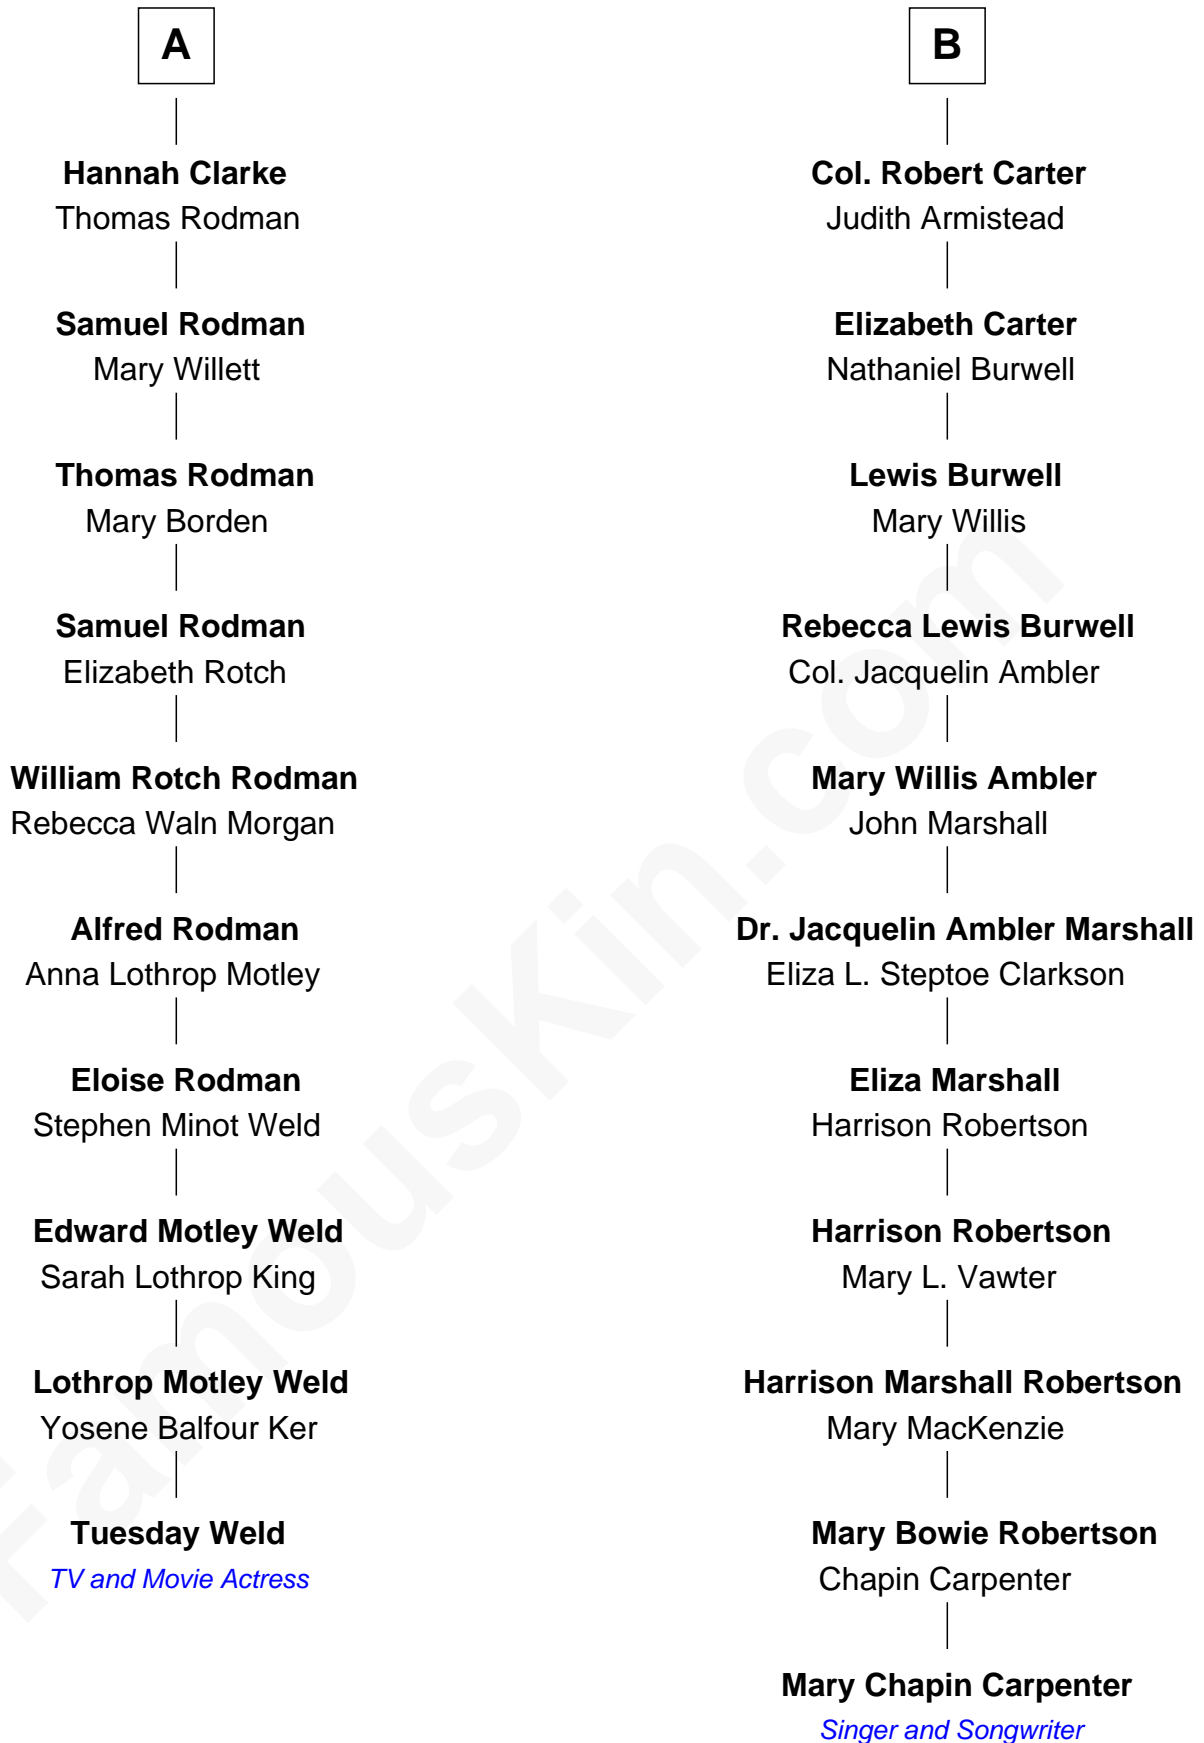 A
Hannah Clarke
Thomas Rodman
Samuel Rodman
Mary Willett
Thomas Rodman
Mary Borden
Samuel Rodman
Elizabeth Rotch
William Rotch Rodman
Rebecca Waln Morgan
Alfred Rodman
Anna Lothrop Motley
Eloise Rodman
Stephen Minot Weld
Edward Motley Weld
Sarah Lothrop King
Lothrop Motley Weld
Yosene Balfour Ker
Tuesday Weld
TV and Movie Actress
B
Col. Robert Carter
Judith Armistead
Elizabeth Carter
Nathaniel Burwell
Lewis Burwell
Mary Willis
Rebecca Lewis Burwell
Col. Jacquelin Ambler
Mary Willis Ambler
John Marshall
Dr. Jacquelin Ambler Marshall
Eliza L. Steptoe Clarkson
Eliza Marshall
Harrison Robertson
Harrison Robertson
Mary L. Vawter
Harrison Marshall Robertson
Mary MacKenzie
Mary Bowie Robertson
Chapin Carpenter
Mary Chapin Carpenter
Singer and Songwriter
FamousKin.com